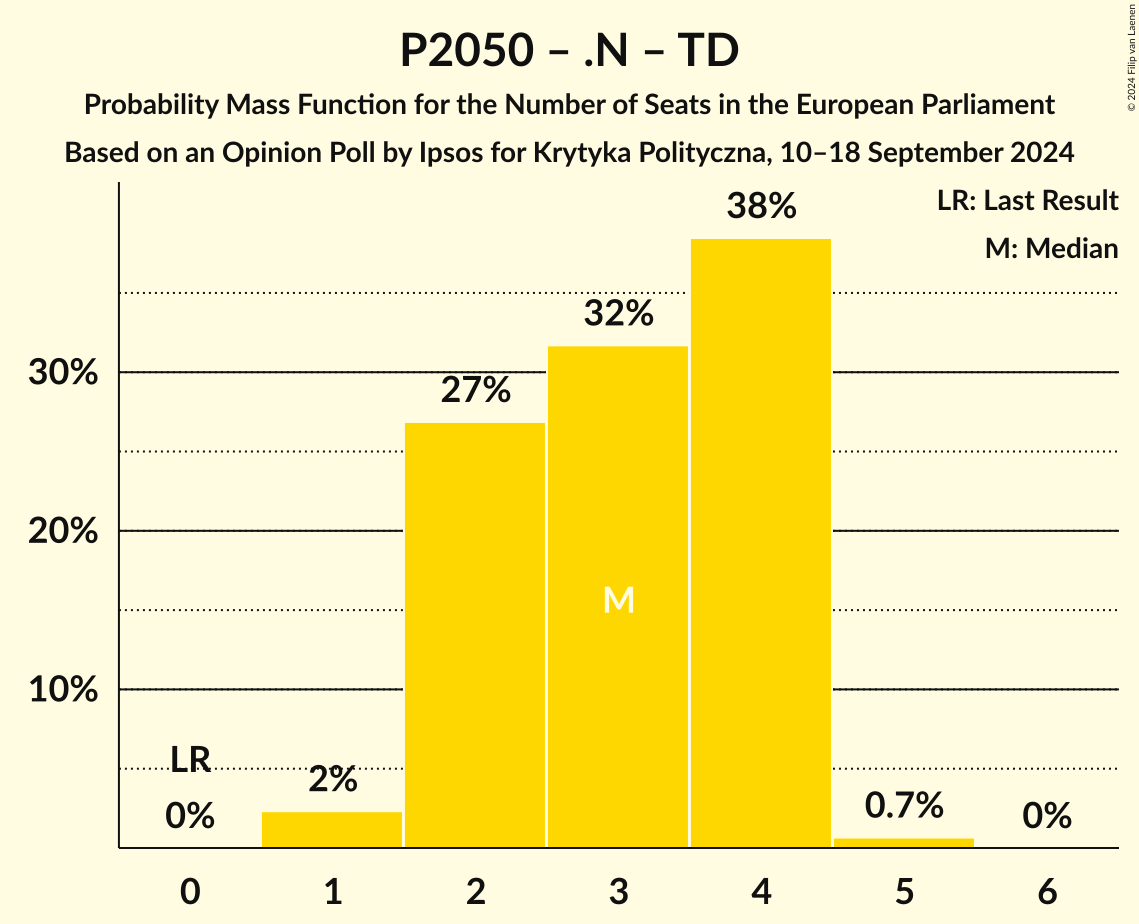 P2050 – .N – TD
Probability Mass Function for the Number of Seats in the European Parliament
Based on an Opinion Poll by Ipsos for Krytyka Polityczna, 10–18 September 2024
© 2024 Filip van Laenen
LR: Last Result
M: Median
38%
32%
30%
27%
20%
M
10%
LR
2%
0%
0.7%
0%
0 1 2 3 4 5 6